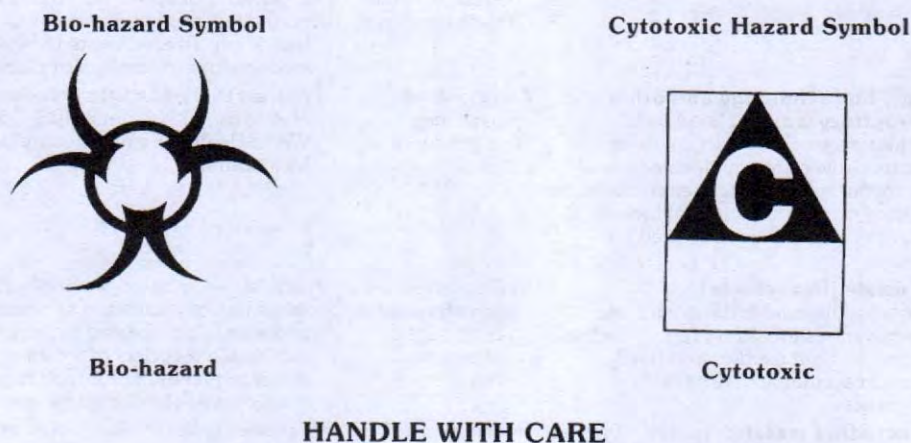 Bio-hazard Symbol
Cytotoxic Hazard Symbol
C
Bio-hazard
Cytotoxic
HANDLE WITH CARE